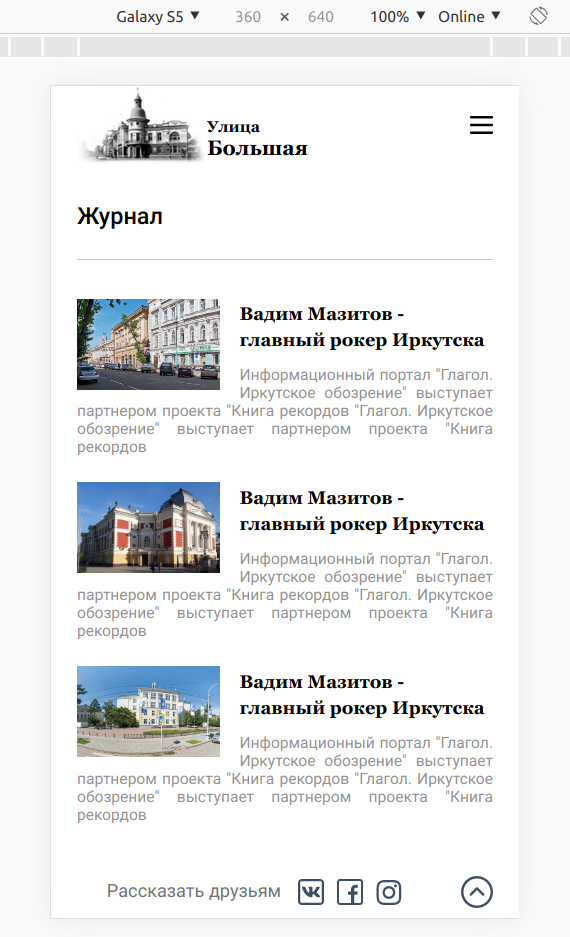 Galaxy S5 ▼ 360 × 640 100% ▼ Online ▼
Улица
Большая
Журнал
Вадим Мазитов -
главный рокер Иркутска
Информационный портал "Глагол.
Иркутское обозрение" выступает
партнером проекта "Книга рекордов "Глагол. Иркутское
обозрение" выступает партнером проекта "Книга
рекордов
Вадим Мазитов -
главный рокер Иркутска
Информационный портал "Глагол.
Иркутское обозрение" выступает
партнером проекта "Книга рекордов "Глагол. Иркутское
обозрение" выступает партнером проекта "Книга
рекордов
Вадим Мазитов -
главный рокер Иркутска
Информационный портал "Глагол.
Иркутское обозрение" выступает
партнером проекта "Книга рекордов "Глагол. Иркутское
обозрение" выступает партнером проекта "Книга
рекордов
Рассказать друзьям